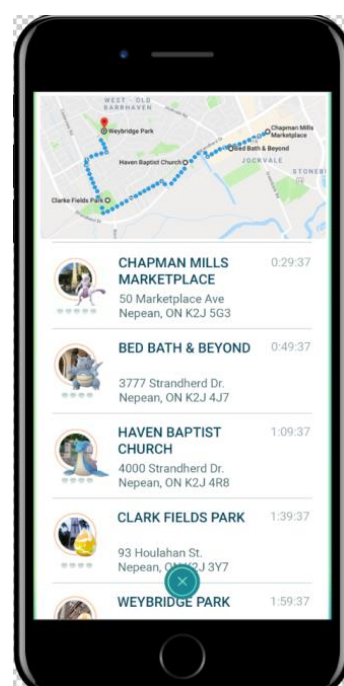 WEST - OLD
BARRHAVEN
Weybridge Park
Chapman Mills
Marketplace
Bed Bath & Beyond
Haven Baptist Church
JOCKVALE
Clarke Fields Park
CHAPMAN MILLS
MARKETPLACE
0:29:37
50 Marketplace Ave
Nepean, ON K2J 5G3
BED BATH & BEYOND
0:49:37
3777 Strandherd Dr.
Nepean, ON K2J 4J7
HAVEN BAPTIST
CHURCH
1:09:37
4000 Strandherd Dr.
Nepean, ON K2J 4R8
CLARK FIELDS PARK
1:39:37
93 Houlahan St.
Nepean, 3Y7
WEYBRIDGE PARK
1:59:37